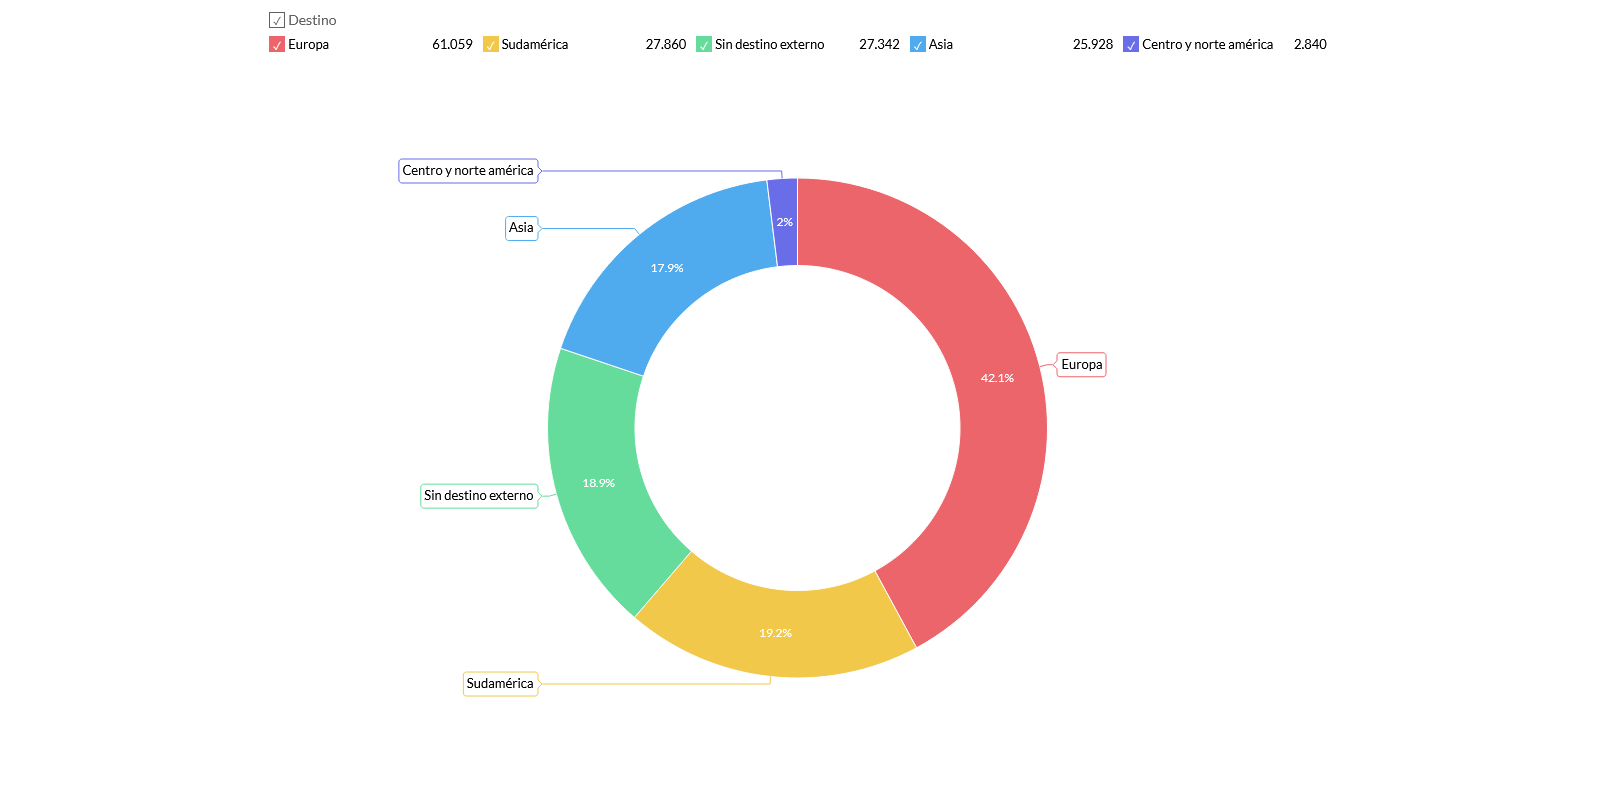 Destino
Europa 61.059 Sudamérica 27.860 Sin destino externo 27.342 Asia 25.928 Centro y norte américa 2.840
Centro y norte américa
2%
Asia
17.9%
Europa
42.1%
18.9%
Sin destino externo
19.2%
Sudamérica